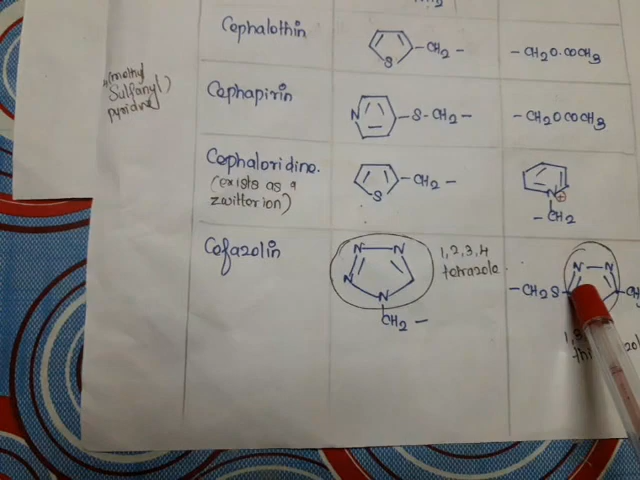 Cephalothin
S
-CH2-
-CH2O.COCH3
4(methyl
Sulfanyl)
pyridine
Cephapirin
N
-S-CH2-
-CH2OCOCH3
Cephaloridine.
(exists as a
zwitterion)
S
-CH2-
N
+
-CH2
Cefazolin
N
N
N
N
CH2-
1,2,3,4
tetrazole.
-CH2S
N
N